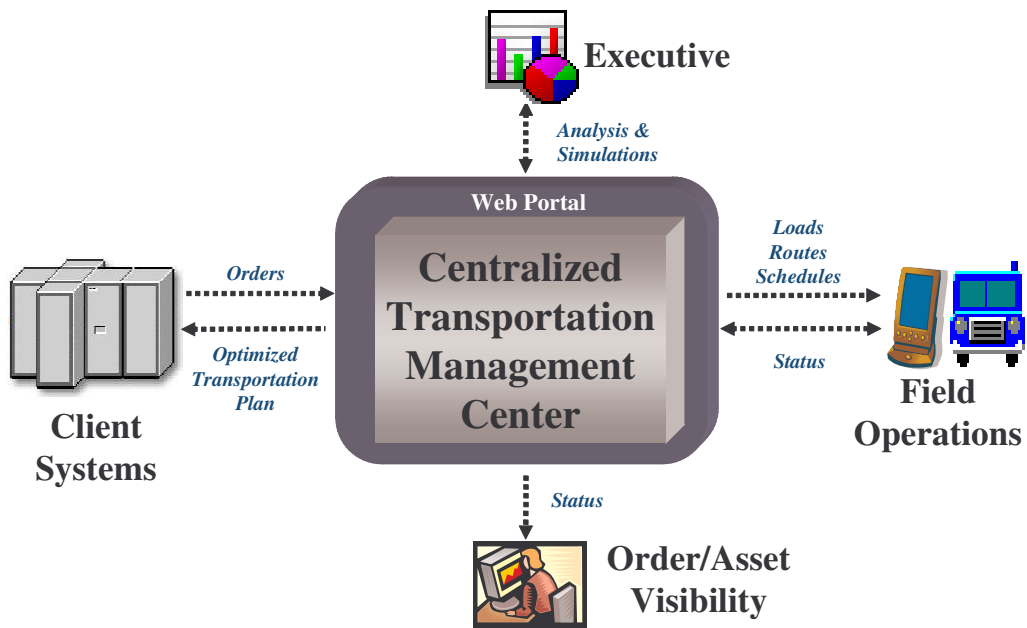 Executive
Analysis &
Simulations
Web Portal
Centralized
Transportation
Management
Center
Orders
Optimized
Transportation
Plan
Client
Systems
Loads
Routes
Schedules
Status
Field
Operations
Status
Order/Asset
Visibility